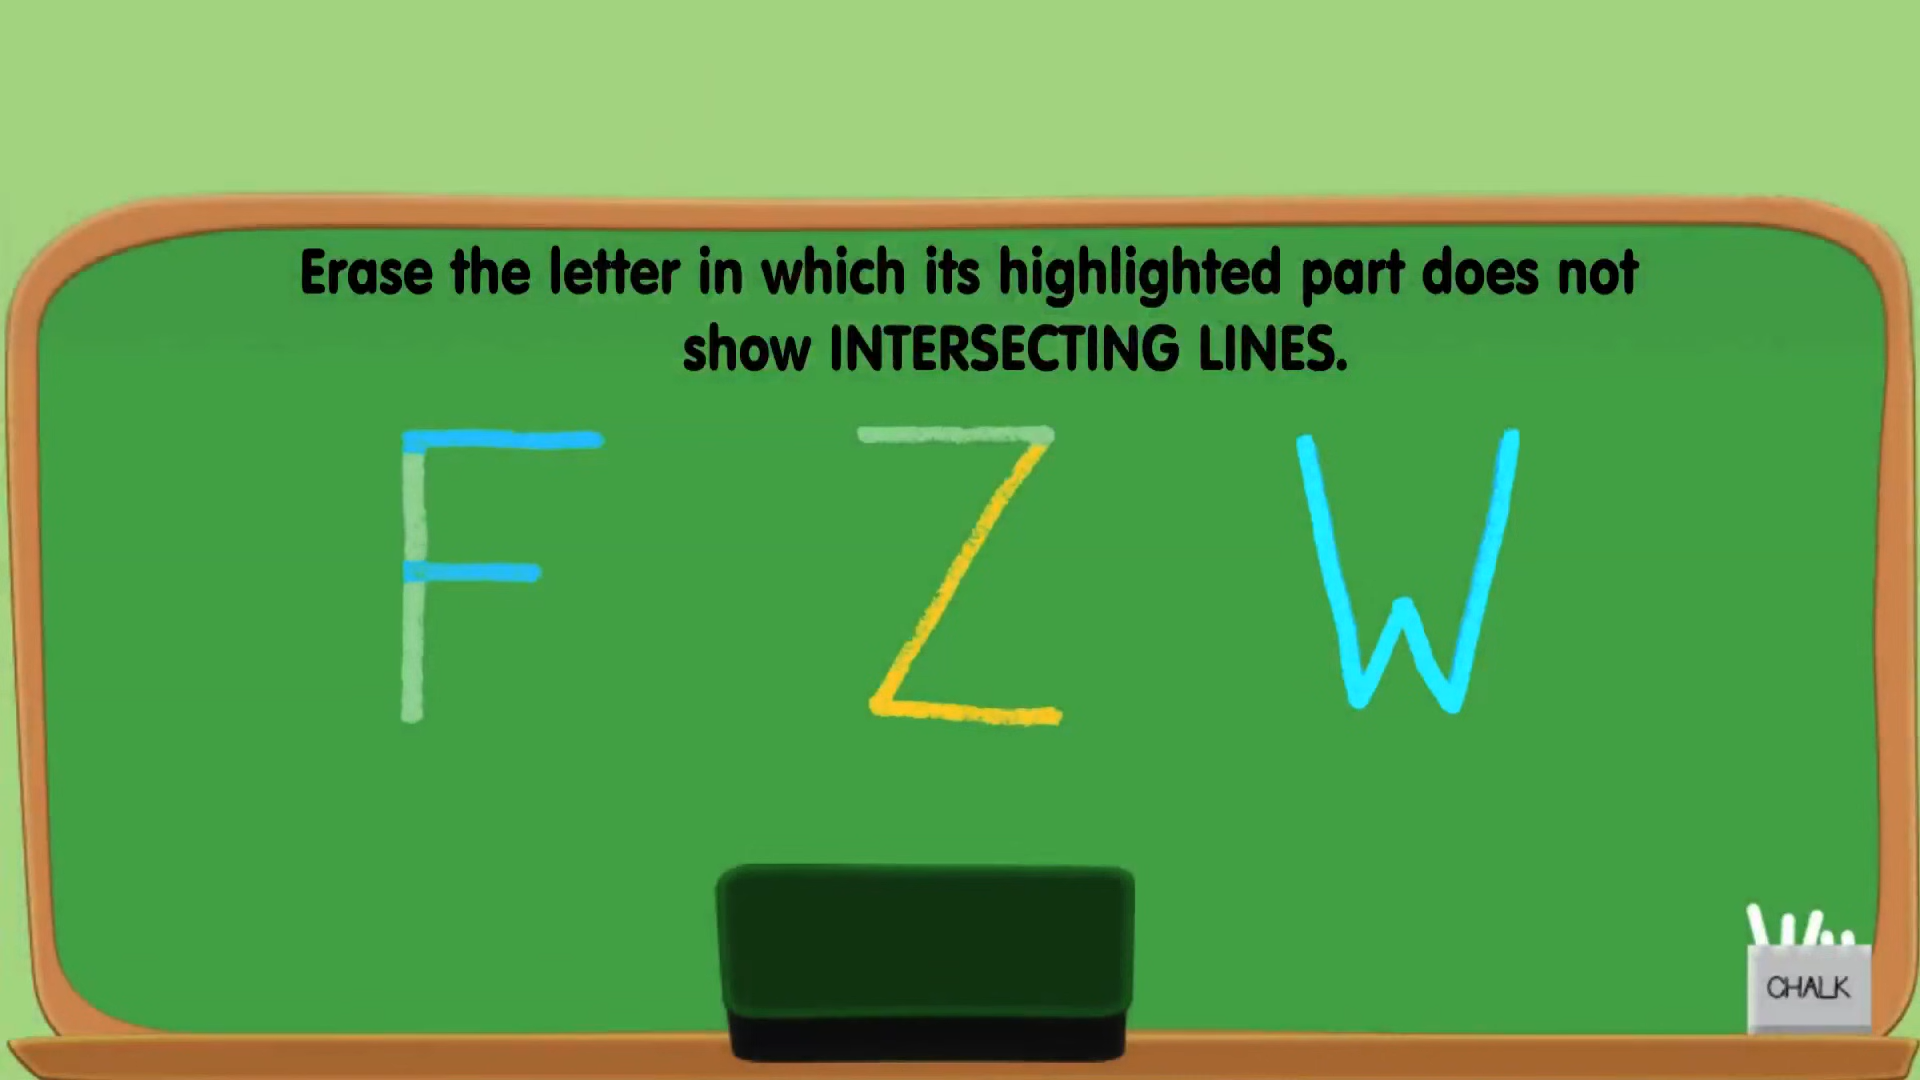 Erase the letter in which its highlighted part does not
show INTERSECTING LINES.
F Z W
CHALK